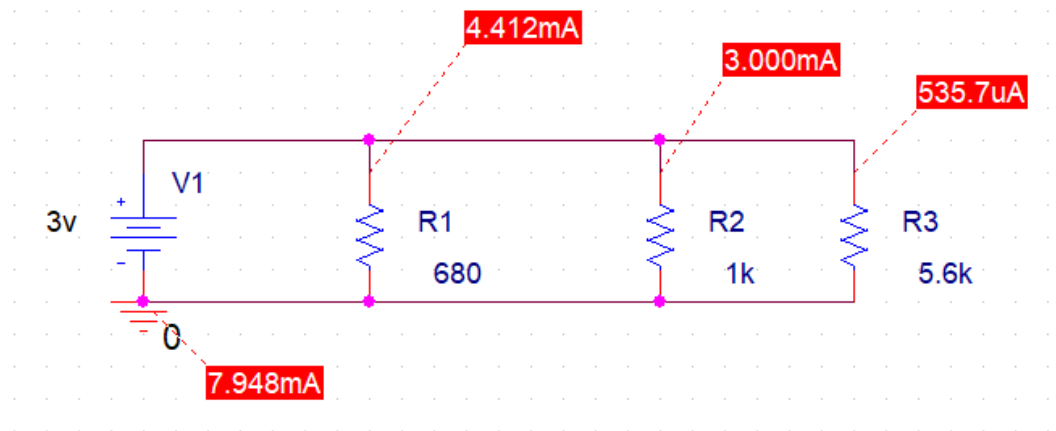 4.412mA
3.000mA
535.7uA
V1
+
3v
R1
R2
R3
-
680
1k
5.6k
0
7.948mA